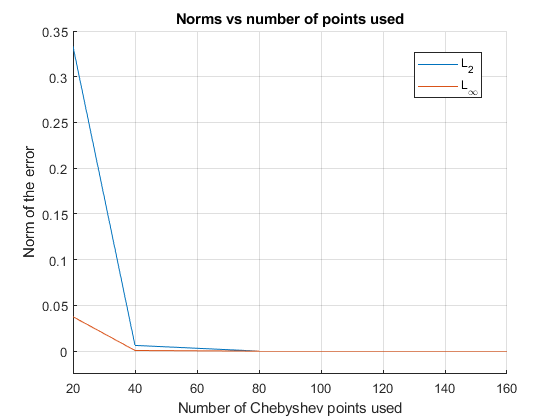 Norms vs number of points used
0.35
0.3
0.25
0.2
0.15
0.1
0.05
0
Norm of the error
L₂
L∞
20 40 60 80 100 120 140 160
Number of Chebyshev points used